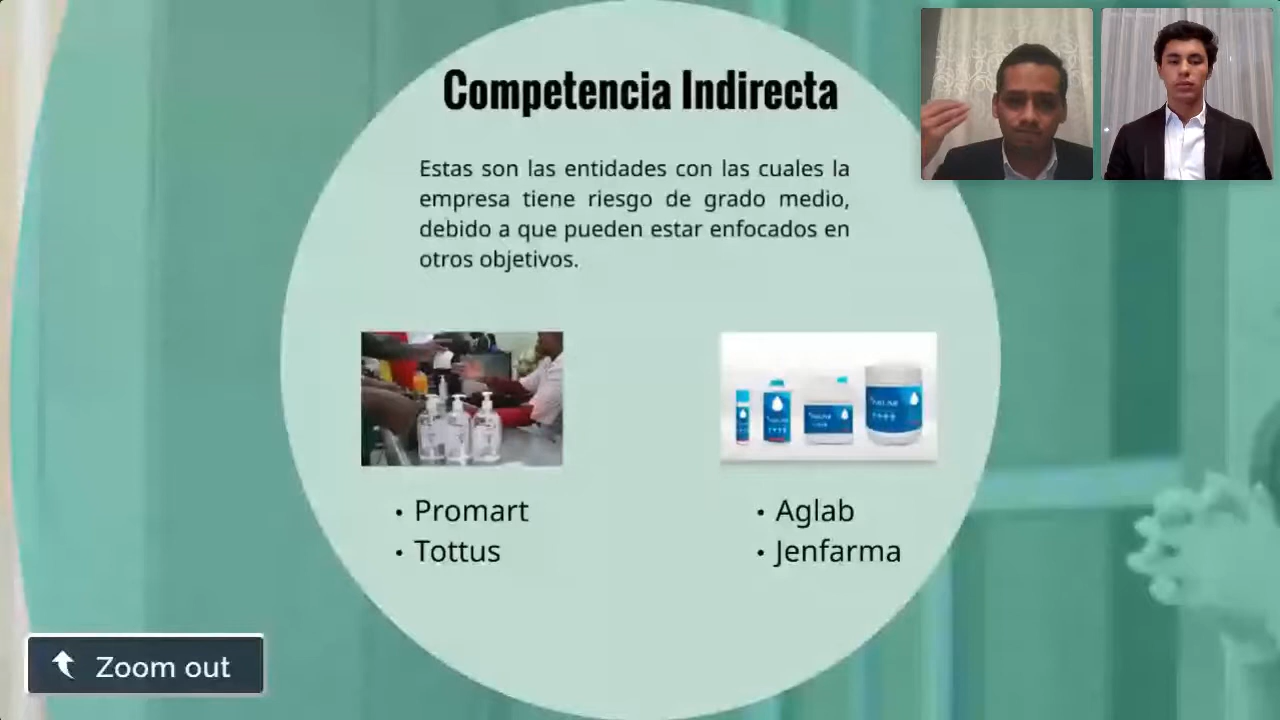 Competencia Indirecta
Estas son las entidades con las cuales la
empresa tiene riesgo de grado medio,
debido a que pueden estar enfocados en
otros objetivos.
• Promart
• Tottus
• Aglab
• Jenfarma
Zoom out